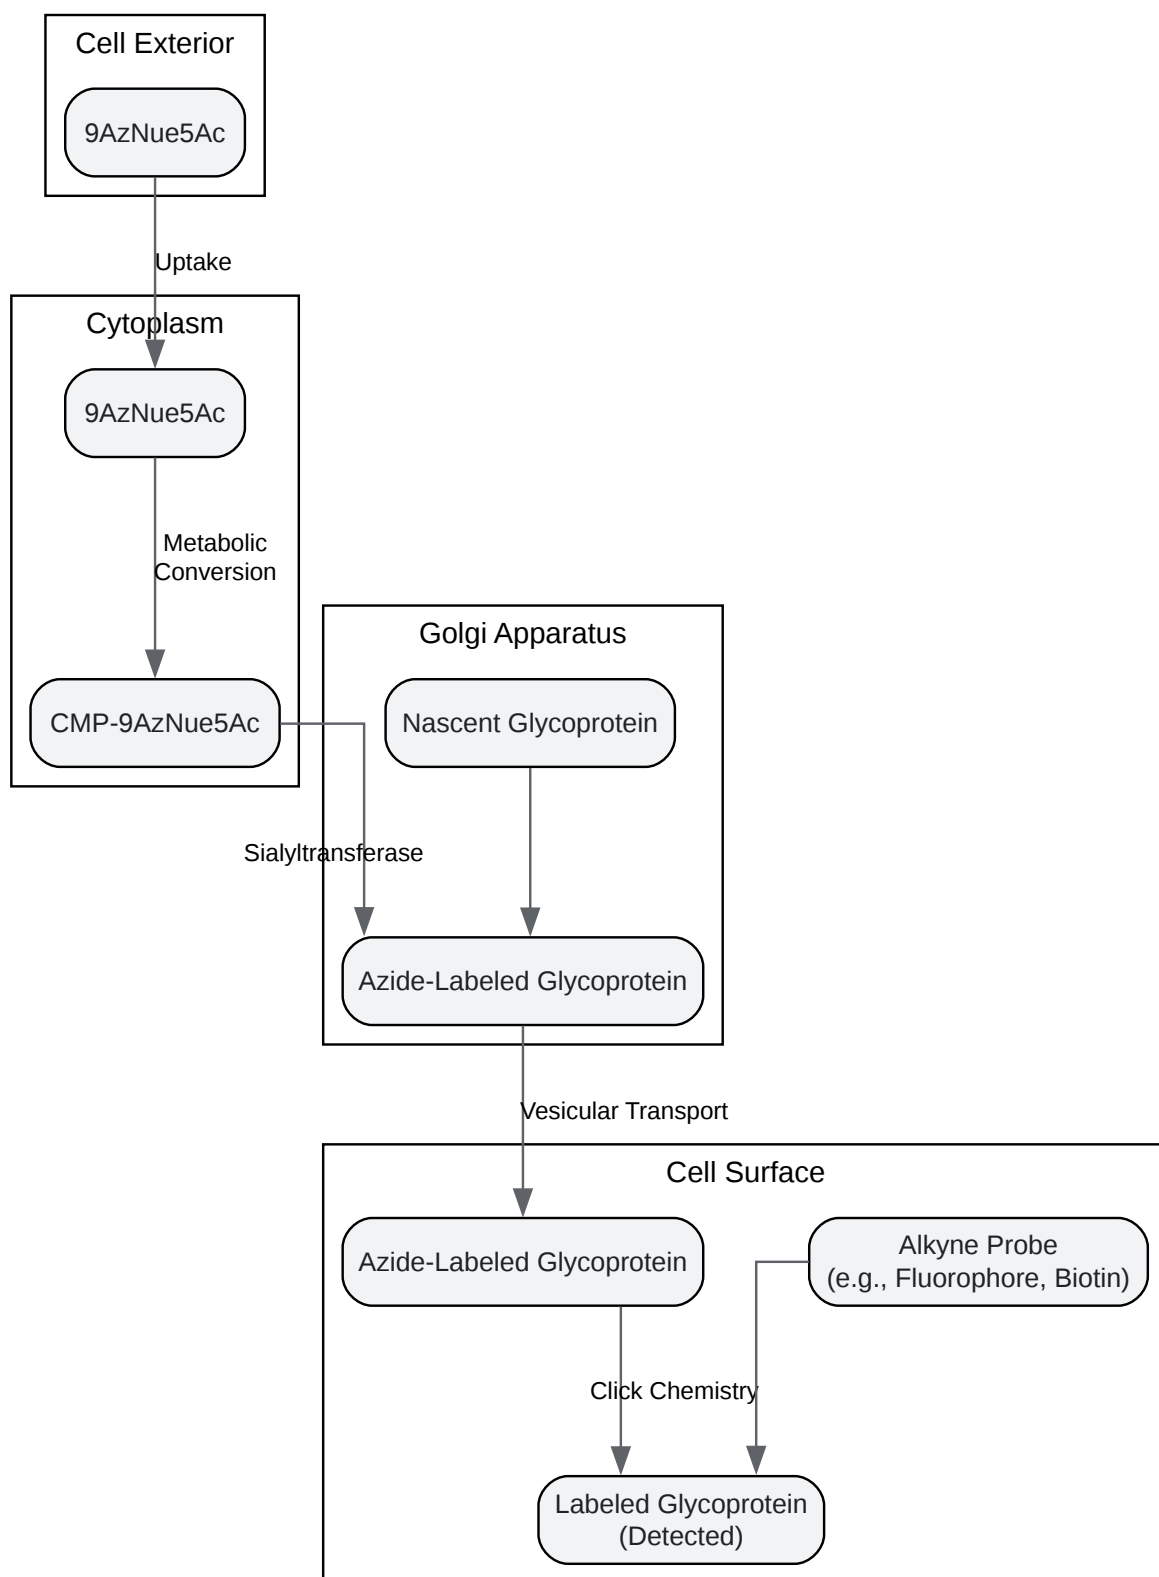 Cell Exterior
9AzNue5Ac
Uptake
Cytoplasm
9AzNue5Ac
Metabolic
Conversion
CMP-9AzNue5Ac
Golgi Apparatus
Nascent Glycoprotein
Sialyltransferase
Azide-Labeled Glycoprotein
Vesicular Transport
Cell Surface
Azide-Labeled Glycoprotein
Alkyne Probe
(e.g., Fluorophore, Biotin)
Click Chemistry
Labeled Glycoprotein
(Detected)